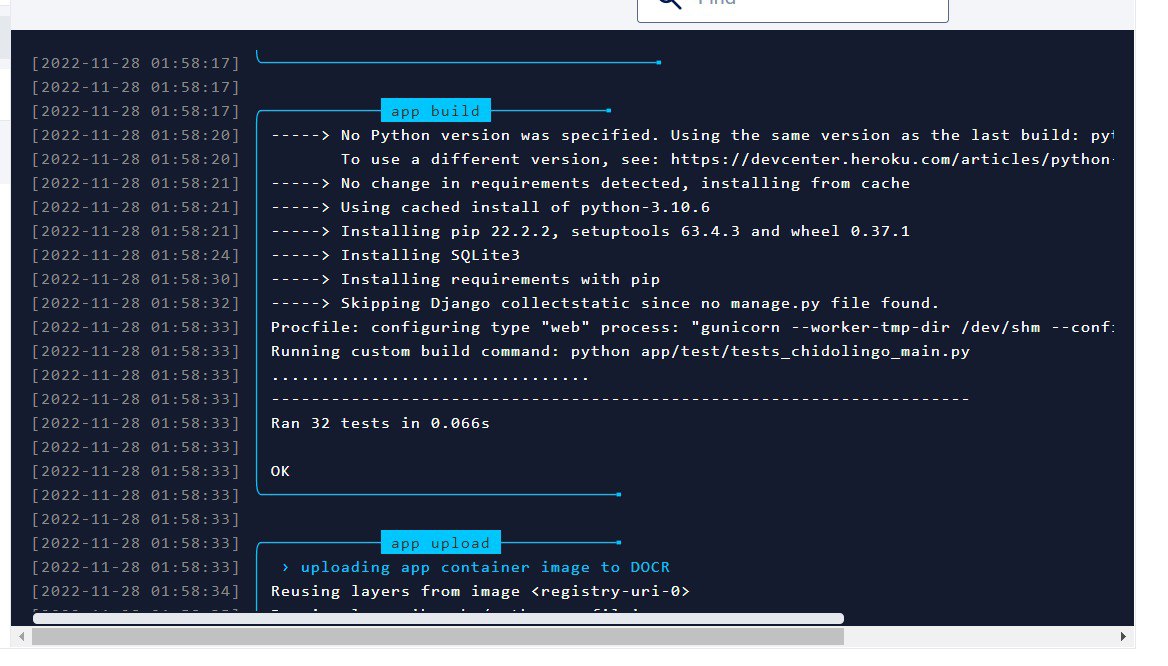 Find
[2022-11-28 01:58:17]
[2022-11-28 01:58:17]
[2022-11-28 01:58:17] app build
[2022-11-28 01:58:20] -----> No Python version was specified. Using the same version as the last build: pyt
[2022-11-28 01:58:20] To use a different version, see: https://devcenter.heroku.com/articles/python-
[2022-11-28 01:58:21] -----> No change in requirements detected, installing from cache
[2022-11-28 01:58:21] -----> Using cached install of python-3.10.6
[2022-11-28 01:58:21] -----> Installing pip 22.2.2, setuptools 63.4.3 and wheel 0.37.1
[2022-11-28 01:58:24] -----> Installing SQLite3
[2022-11-28 01:58:30] -----> Installing requirements with pip
[2022-11-28 01:58:32] -----> Skipping Django collectstatic since no manage.py file found.
[2022-11-28 01:58:33] Procfile: configuring type "web" process: "gunicorn --worker-tmp-dir /dev/shm --confi
[2022-11-28 01:58:33] Running custom build command: python app/test/tests_chidolingo_main.py
[2022-11-28 01:58:33] ................................
[2022-11-28 01:58:33] ----------------------------------------------------------------------
[2022-11-28 01:58:33] Ran 32 tests in 0.066s
[2022-11-28 01:58:33]
[2022-11-28 01:58:33] OK
[2022-11-28 01:58:33]
[2022-11-28 01:58:33]
[2022-11-28 01:58:33] app upload
[2022-11-28 01:58:33] › uploading app container image to DOCR
[2022-11-28 01:58:34] Reusing layers from image <registry-uri-0>